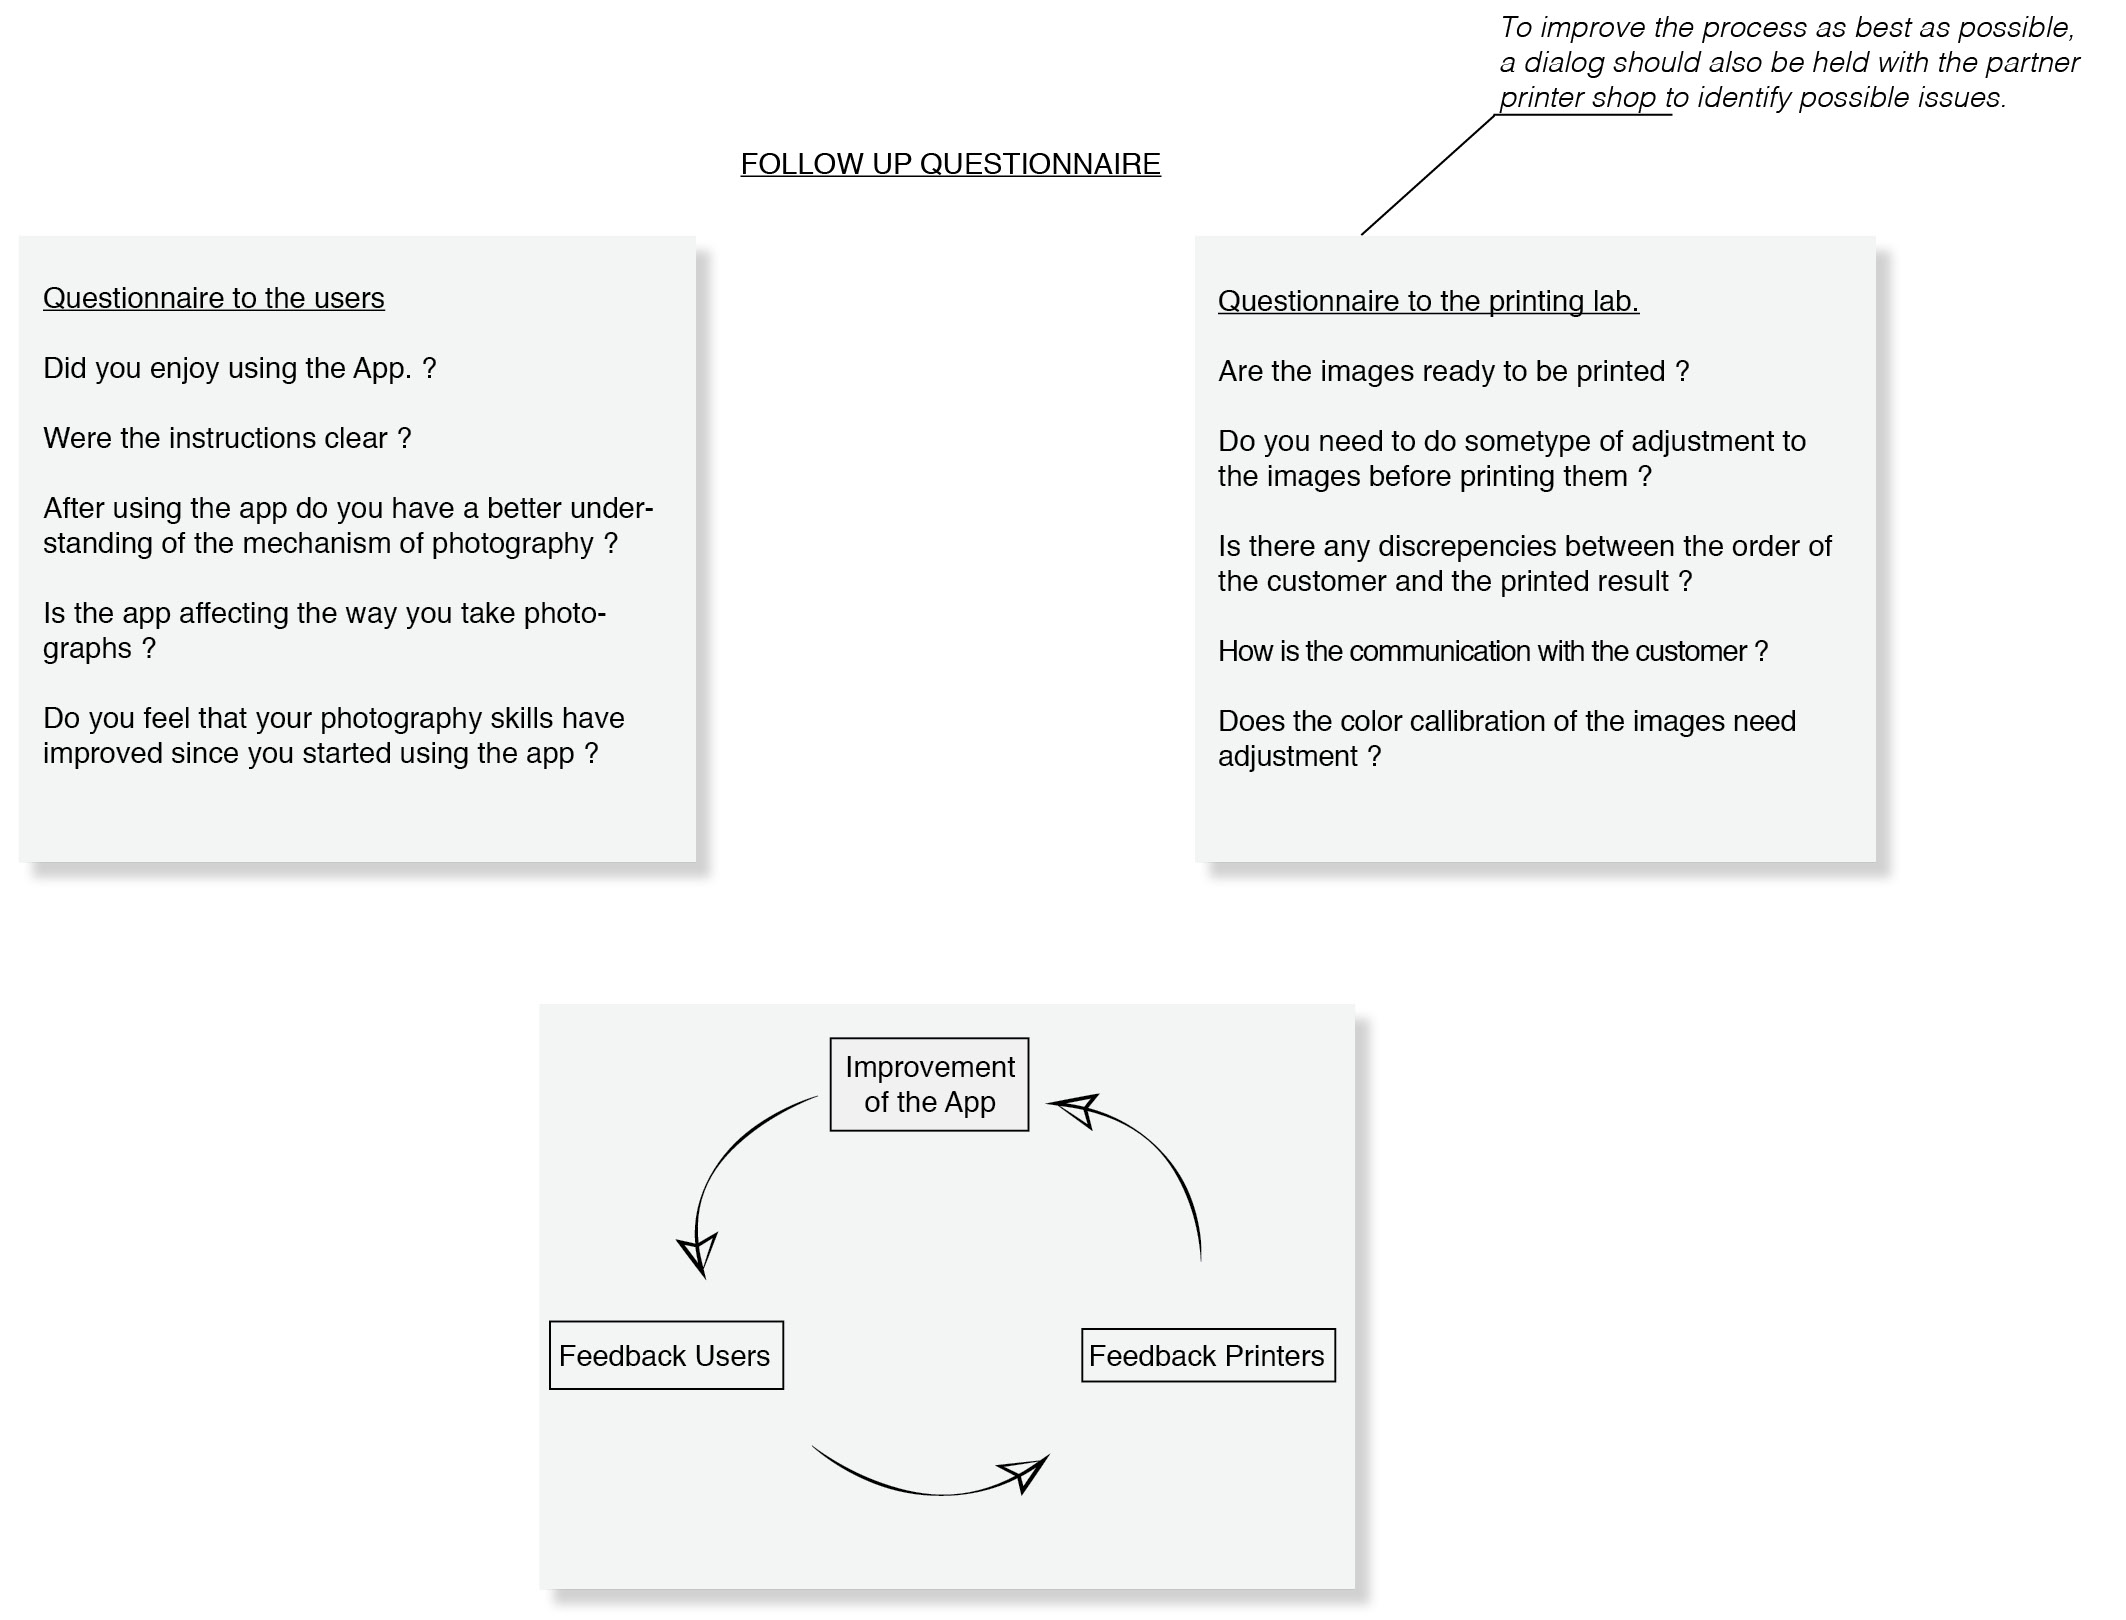 To improve the process as best as possible,
a dialog should also be held with the partner
printer shop to identify possible issues.
FOLLOW UP QUESTIONNAIRE
Questionnaire to the users
Did you enjoy using the App. ?
Were the instructions clear ?
After using the app do you have a better under-
standing of the mechanism of photography ?
Is the app affecting the way you take photo-
graphs ?
Do you feel that your photography skills have
improved since you started using the app ?
Questionnaire to the printing lab.
Are the images ready to be printed ?
Do you need to do sometype of adjustment to
the images before printing them ?
Is there any discrepencies between the order of
the customer and the printed result ?
How is the communication with the customer ?
Does the color callibration of the images need
adjustment ?
Improvement
of the App
Feedback Users
Feedback Printers